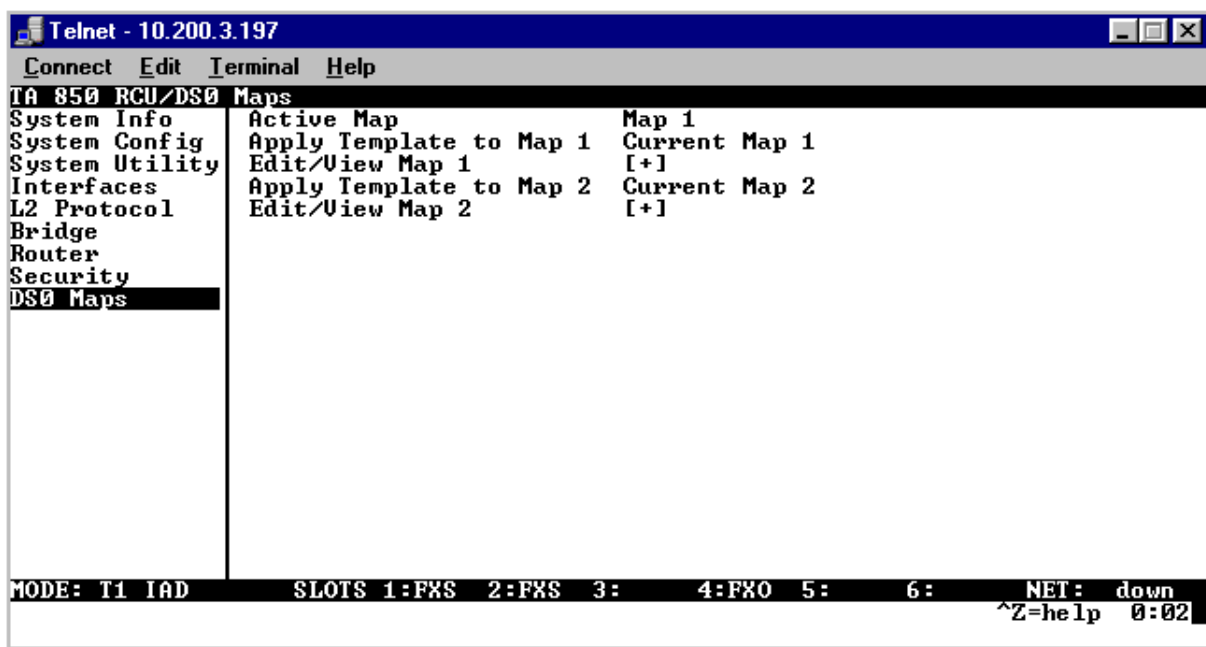 Telnet - 10.200.3.197
Connect Edit Terminal Help
TA 850 RCU/DS0 Maps
System Info Active Map Map 1
System Config Apply Template to Map 1 Current Map 1
System Utility Edit/View Map 1 [+]
Interfaces Apply Template to Map 2 Current Map 2
L2 Protocol Edit/View Map 2 [+]
Bridge
Router
Security
DS0 Maps
MODE: T1 IAD SLOTS 1:FXS 2:FXS 3: 4:FXO 5: 6: NET: down
^Z=help 0:02